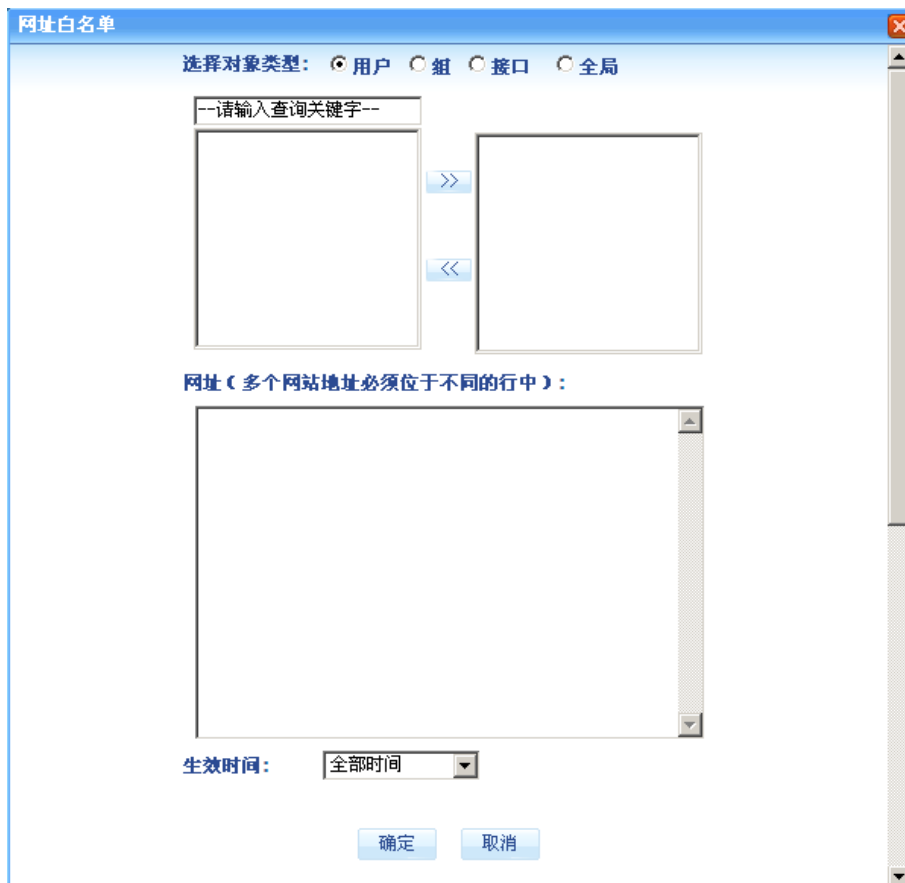 网址白名单
选择对象类型： 用户 组 接口 全局
--请输入查询关键字--
>>
<<
网址（多个网站地址必须位于不同的行中）：
生效时间： 全部时间
确定 取消